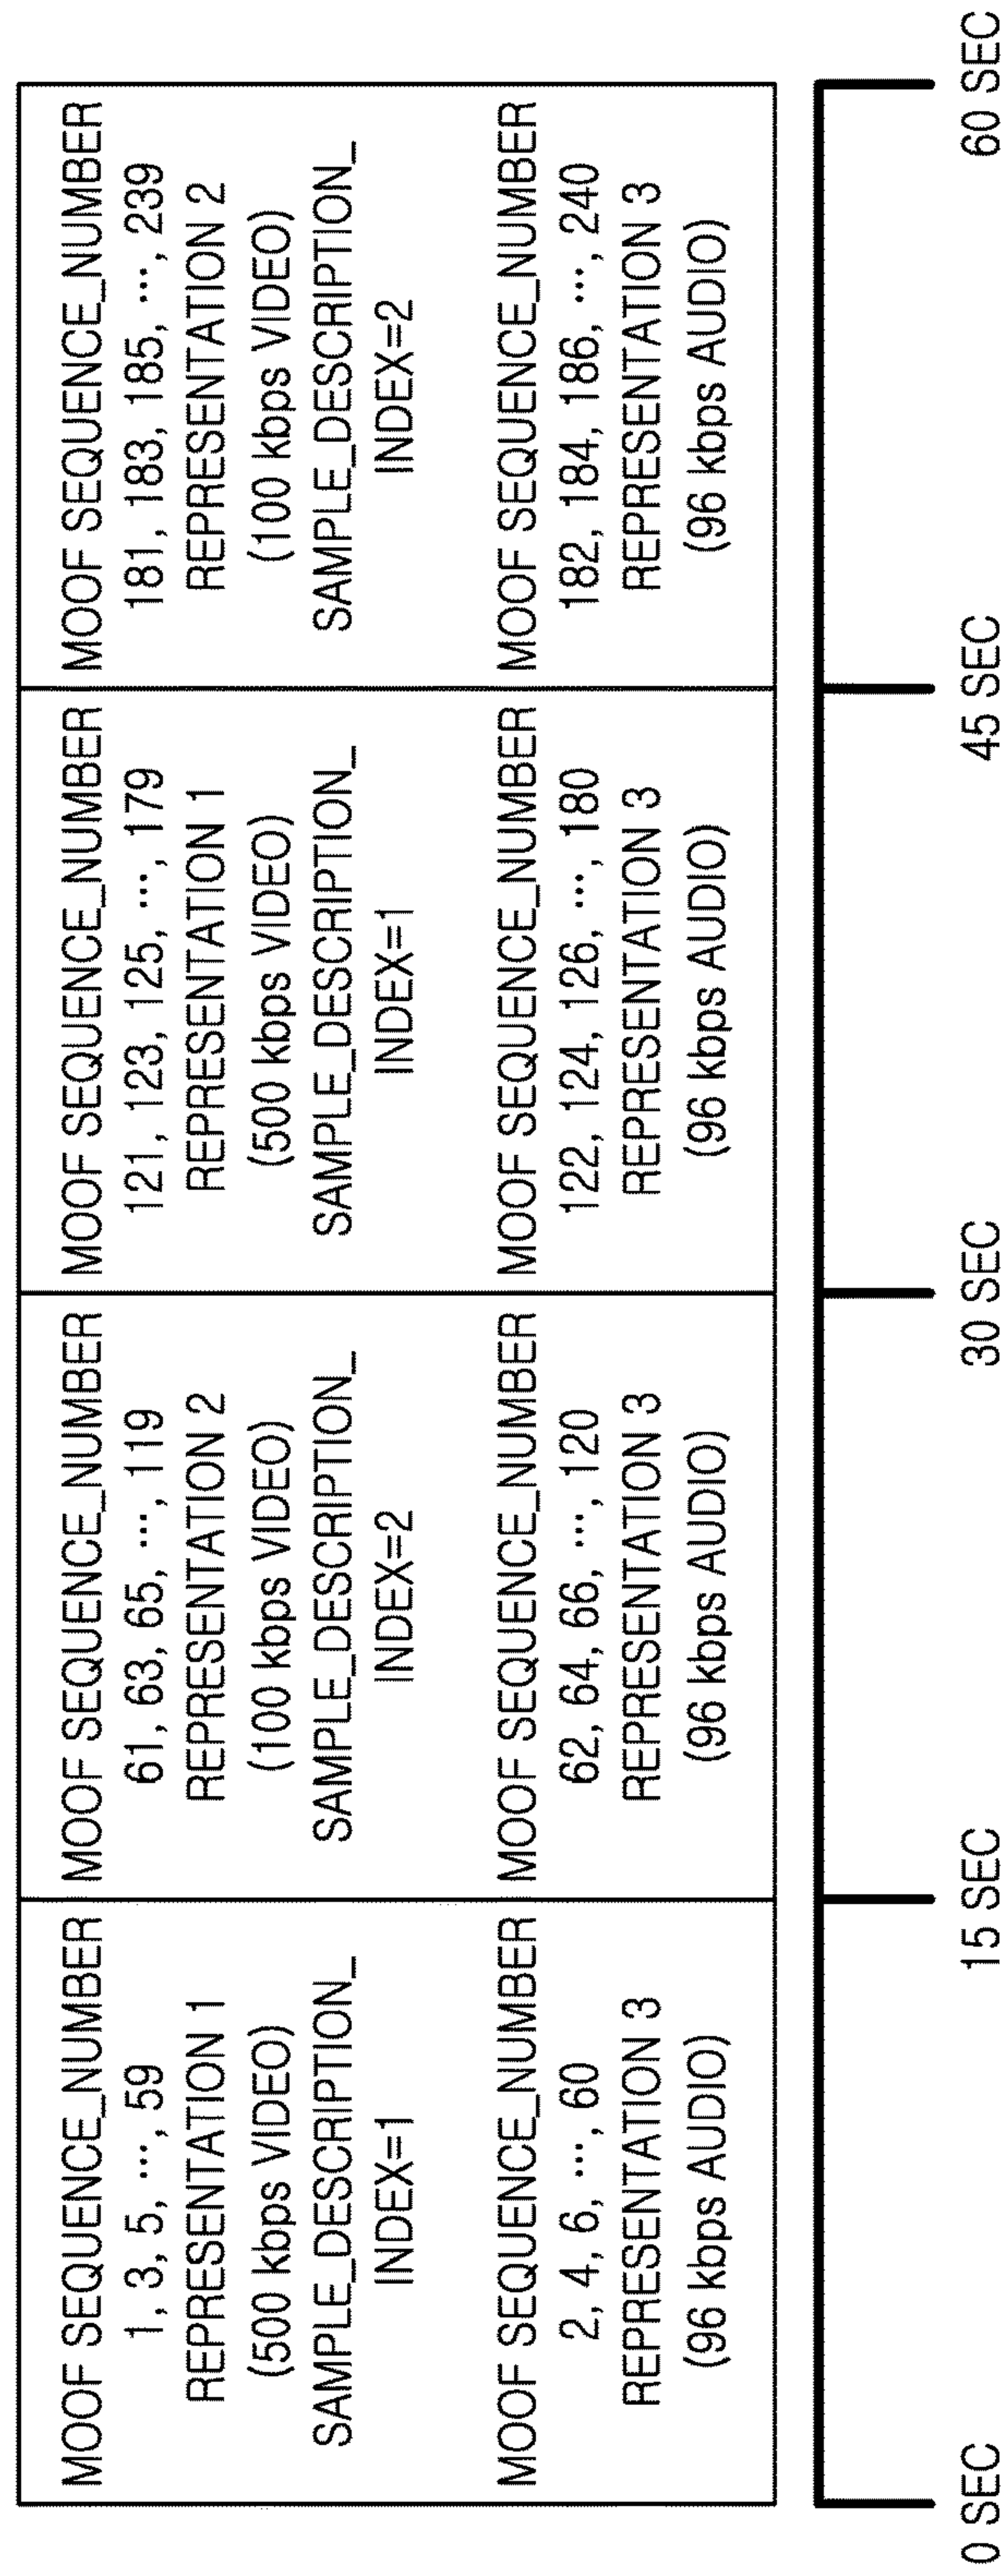 MOOF SEQUENCE_NUMBER
1, 3, 5, ···, 59
REPRESENTATION 1
(500 kbps VIDEO)
SAMPLE_DESCRIPTION_
INDEX=1
MOOF SEQUENCE_NUMBER
2, 4, 6, ···, 60
REPRESENTATION 3
(96 kbps AUDIO)
MOOF SEQUENCE_NUMBER
61, 63, 65, ···, 119
REPRESENTATION 2
(100 kbps VIDEO)
SAMPLE_DESCRIPTION_
INDEX=2
MOOF SEQUENCE_NUMBER
62, 64, 66, ···, 120
REPRESENTATION 3
(96 kbps AUDIO)
MOOF SEQUENCE_NUMBER
121, 123, 125, ···, 179
REPRESENTATION 1
(500 kbps VIDEO)
SAMPLE_DESCRIPTION_
INDEX=1
MOOF SEQUENCE_NUMBER
122, 124, 126, ···, 180
REPRESENTATION 3
(96 kbps AUDIO)
MOOF SEQUENCE_NUMBER
181, 183, 185, ···, 239
REPRESENTATION 2
(100 kbps VIDEO)
SAMPLE_DESCRIPTION_
INDEX=2
MOOF SEQUENCE_NUMBER
182, 184, 186, ···, 240
REPRESENTATION 3
(96 kbps AUDIO)
0 SEC
15 SEC
30 SEC
45 SEC
60 SEC